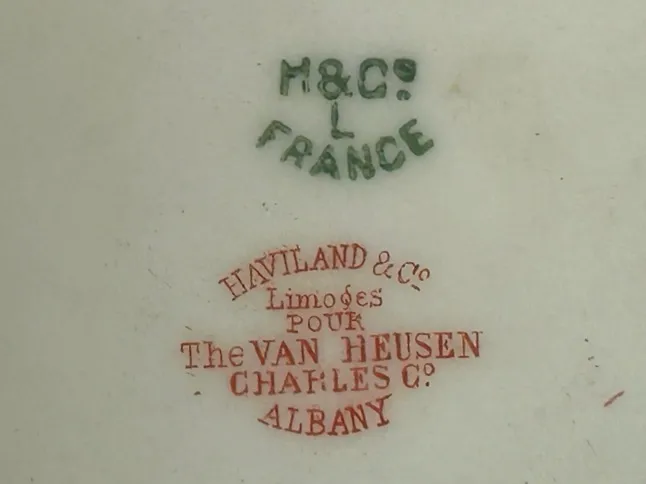 H & Co
L
FRANCE
HAVILAND & Co
Limoges
POUR
The VAN HEUSEN
CHARLES Co
ALBANY